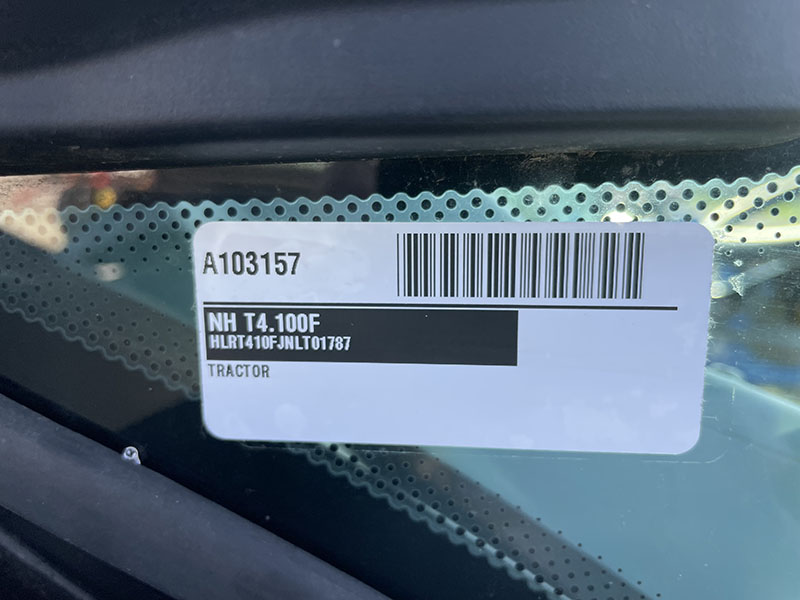 A103157
NH T4.100F
HLRT410FJNLT01787
TRACTOR